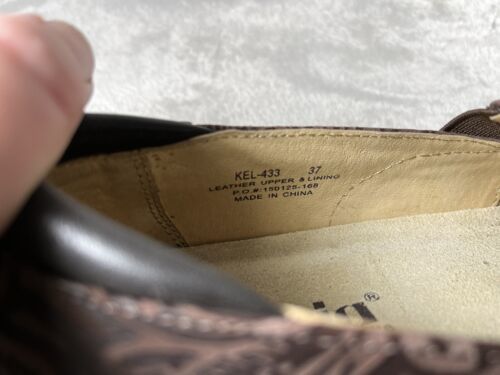 KEL-433 37
LEATHER UPPER & LINING
P.O.#:150125-168
MADE IN CHINA